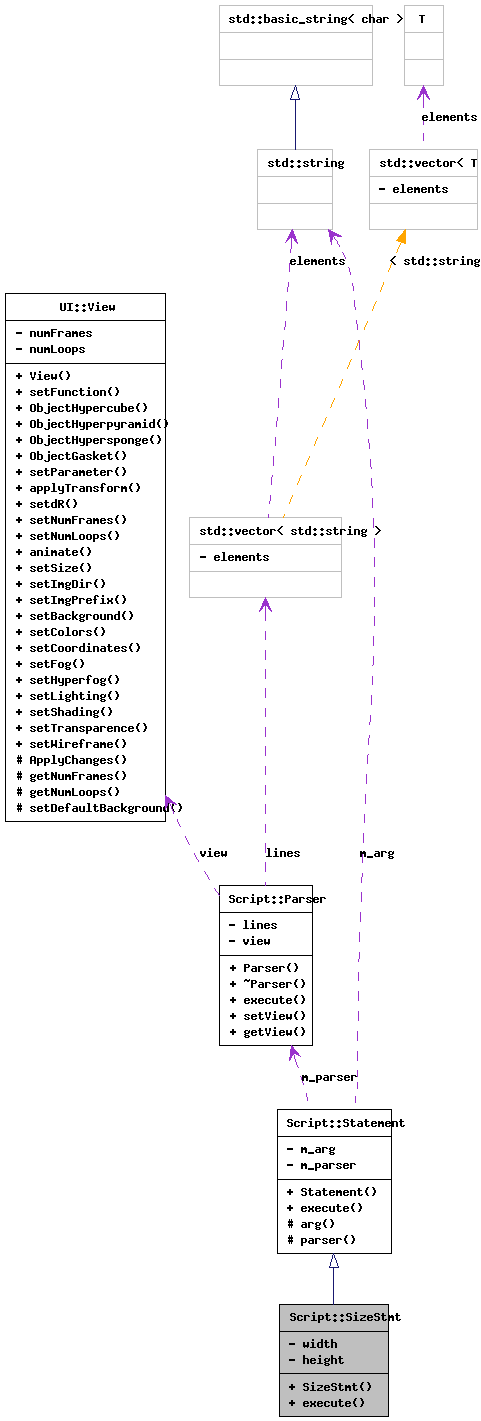 std::basic_string< char >
T
elements
std::string
std::vector< T
- elements
elements
< std::string
UI::View
- numFrames
- numLoops
+ View()
+ setFunction()
+ ObjectHypercube()
+ ObjectHyperpyramid()
+ ObjectHypersponge()
+ ObjectGasket()
+ setParameter()
+ applyTransform()
+ setdR()
+ setNumFrames()
+ setNumLoops()
+ animate()
+ setSize()
+ setImgDir()
+ setImgPrefix()
+ setBackground()
+ setColors()
+ setCoordinates()
+ setFog()
+ setHyperfog()
+ setLighting()
+ setShading()
+ setTransparence()
+ setWireframe()
# ApplyChanges()
# getNumFrames()
# getNumLoops()
# setDefaultBackground()
std::vector< std::string >
- elements
view
lines
m_arg
Script::Parser
- lines
- view
+ Parser()
+ ~Parser()
+ execute()
+ setView()
+ getView()
m_parser
Script::Statement
- m_arg
- m_parser
+ Statement()
+ execute()
# arg()
# parser()
Script::SizeStmt
- width
- height
+ SizeStmt()
+ execute()